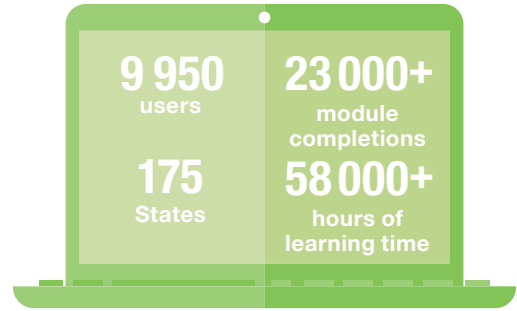 9 950
users
175
States
23 000+
module
completions
58 000+
hours of
learning time